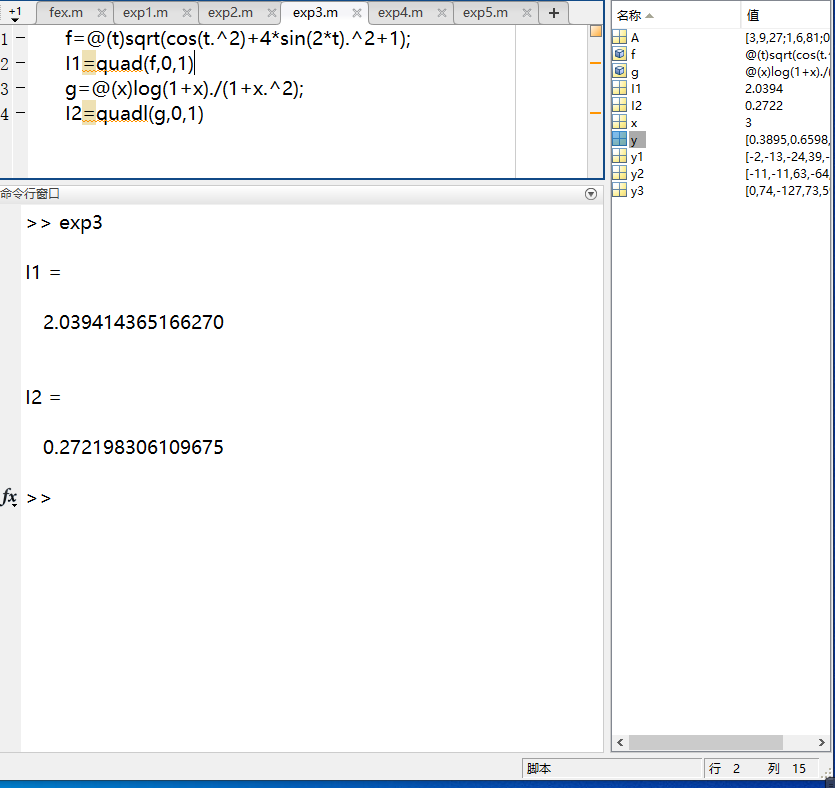 +1 fex.m exp1.m exp2.m exp3.m exp4.m exp5.m +
1 f=@(t)sqrt(cos(t.^2)+4*sin(2*t).^2+1);
2 I1=quad(f,0,1)
3 g=@(x)log(1+x)./(1+x.^2);
4 I2=quadl(g,0,1)
命令行窗口
>> exp3
I1 =
2.039414365166270
I2 =
0.272198306109675
fx >>
名称 值
A [3,9,27;1,6,81;0
f @(t)sqrt(cos(t.
g @(x)log(1+x)./(
I1 2.0394
I2 0.2722
x 3
y [0.3895,0.6598,
y1 [-2,-13,-24,39,-
y2 [-11,-11,63,-64,
y3 [0,74,-127,73,5
脚本 行 2 列 15